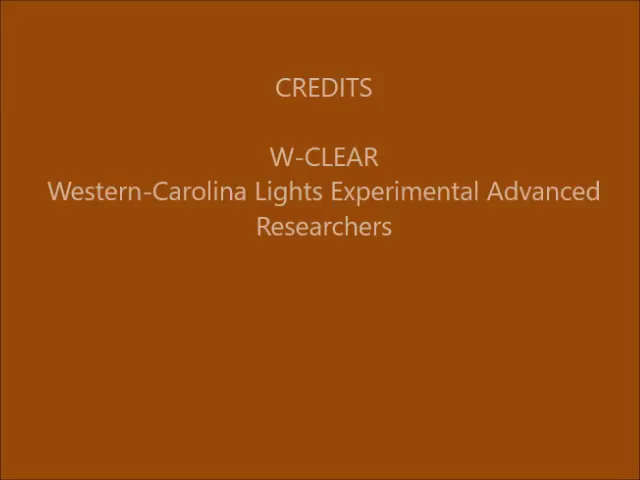 CREDITS
W-CLEAR
Western-Carolina Lights Experimental Advanced
Researchers